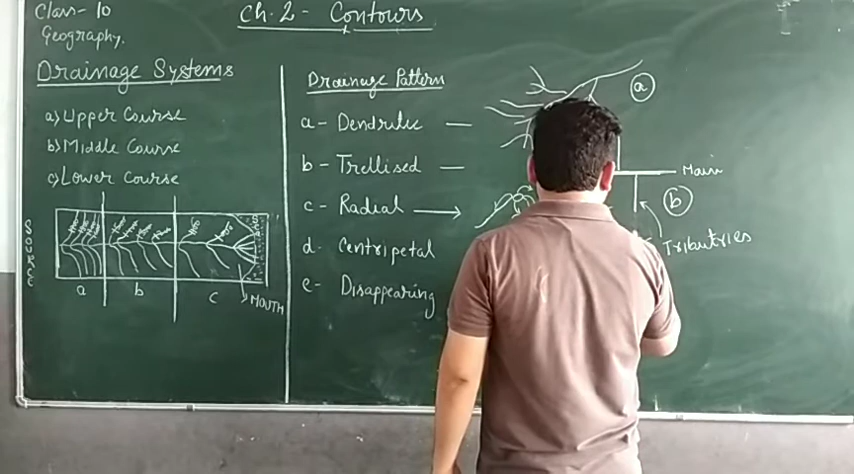 Class- 10
Geography.
Ch. 2 - Contours
Drainage Systems
a) Upper Course
b) Middle Course
c) Lower Course
SOURCE
a
b
c
MOUTH
Drainage Pattern
a - Dendritic —
b - Trellised —
c - Radial →
d. Centripetal
e - Disappearing
a
Main
b
Tributries